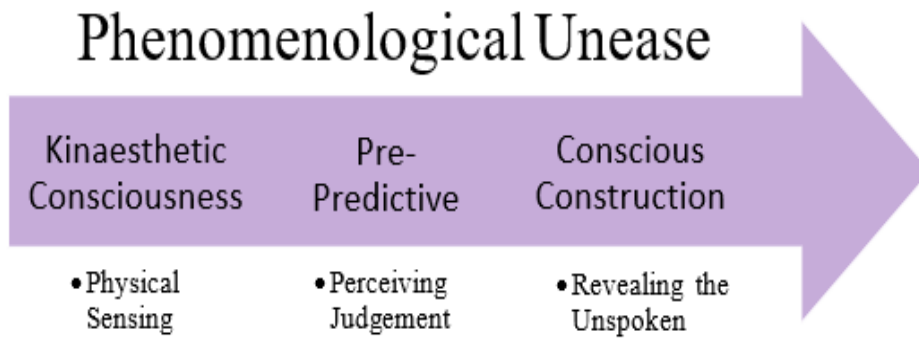 Phenomenological Unease
Kinaesthetic
Consciousness
Pre-
Predictive
Conscious
Construction
• Physical
Sensing
• Perceiving
Judgement
• Revealing the
Unspoken